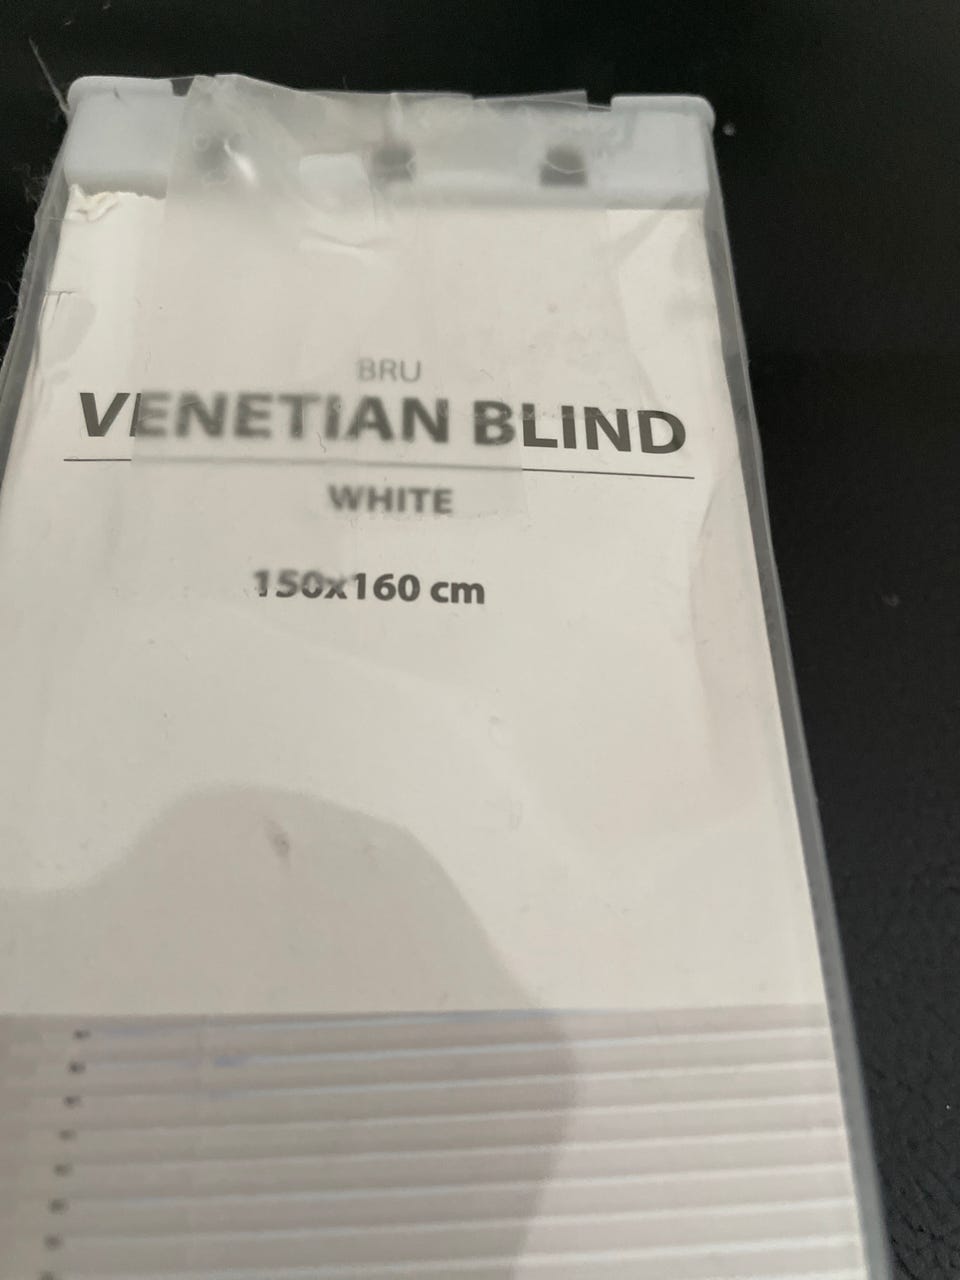 BRU
VENETIAN BLIND
WHITE
150x160 cm